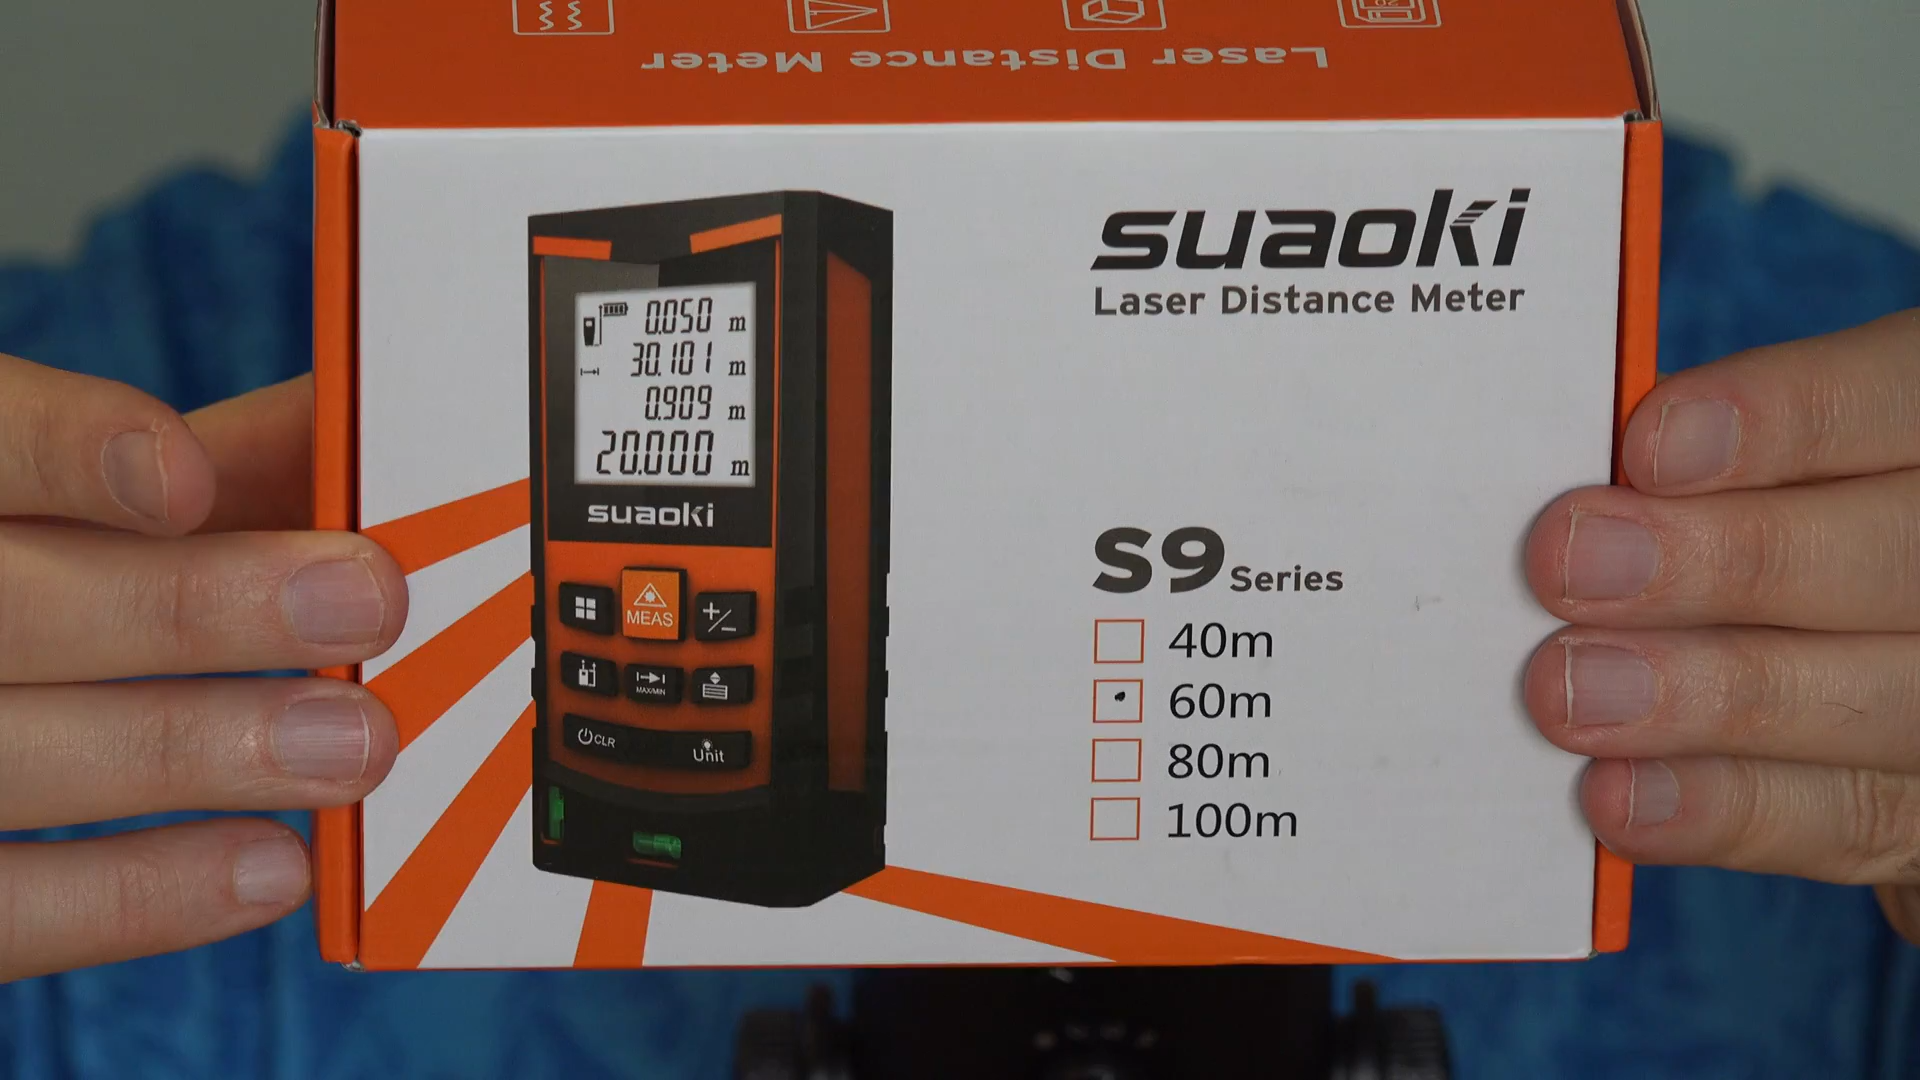 Laser Distance Meter
suaoki
Laser Distance Meter
0.050 m
30.101 m
0.909 m
20.000 m
suaoki
MEAS
+/−
MAX/MIN
CLR
Unit
S9 Series
40m
60m
80m
100m